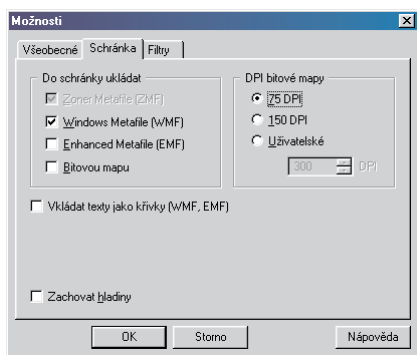 Možnosti
Všeobecné Schránka Filtry
Do schránky ukládat
Zoner Metafile (ZMF)
Windows Metafile (WMF)
Enhanced Metafile (EMF)
Bitovou mapu
DPI bitové mapy
75 DPI
150 DPI
Uživatelské
300 DPI
Vkládat texty jako křivky (WMF, EMF)
Zachovat hladiny
OK Storno Nápověda